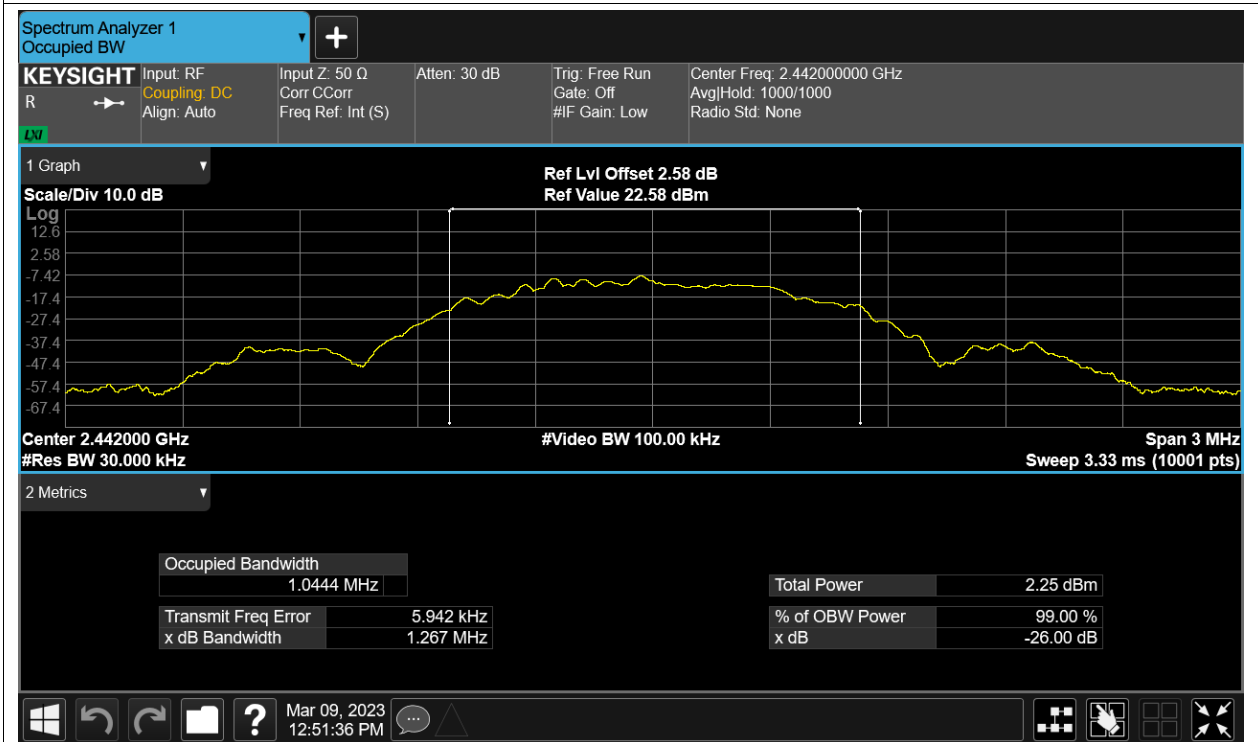 Spectrum Analyzer 1
Occupied BW
KEYSIGHT
R
LXI
Input: RF
Coupling: DC
Align: Auto
Input Z: 50 Ω
Corr CCorr
Freq Ref: Int (S)
Atten: 30 dB
Trig: Free Run
Gate: Off
#IF Gain: Low
Center Freq: 2.442000000 GHz
Avg|Hold: 1000/1000
Radio Std: None
1 Graph
Scale/Div 10.0 dB
Ref Lvl Offset 2.58 dB
Ref Value 22.58 dBm
Log
12.6
2.58
-7.42
-17.4
-27.4
-37.4
-47.4
-57.4
-67.4
Center 2.442000 GHz
#Res BW 30.000 kHz
#Video BW 100.00 kHz
Span 3 MHz
Sweep 3.33 ms (10001 pts)
2 Metrics
Occupied Bandwidth
1.0444 MHz
Transmit Freq Error 5.942 kHz
x dB Bandwidth 1.267 MHz
Total Power 2.25 dBm
% of OBW Power 99.00 %
x dB -26.00 dB
?
Mar 09, 2023
12:51:36 PM